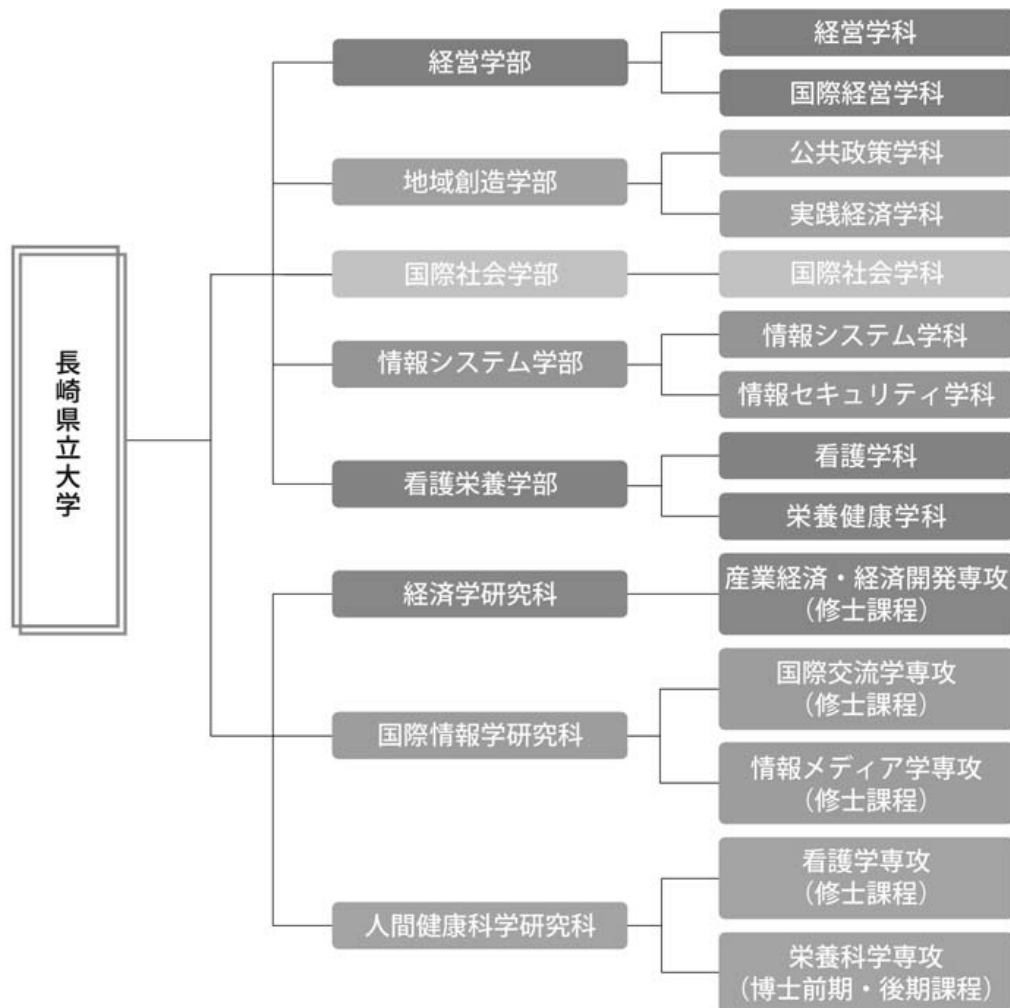 長崎県立大学
経営学部
経営学科
国際経営学科
地域創造学部
公共政策学科
実践経済学科
国際社会学部
国際社会学科
情報システム学部
情報システム学科
情報セキュリティ学科
看護栄養学部
看護学科
栄養健康学科
経済学研究科
産業経済・経済開発専攻
（修士課程）
国際情報学研究科
国際交流学専攻
（修士課程）
情報メディア学専攻
（修士課程）
人間健康科学研究科
看護学専攻
（修士課程）
栄養科学専攻
（博士前期・後期課程）